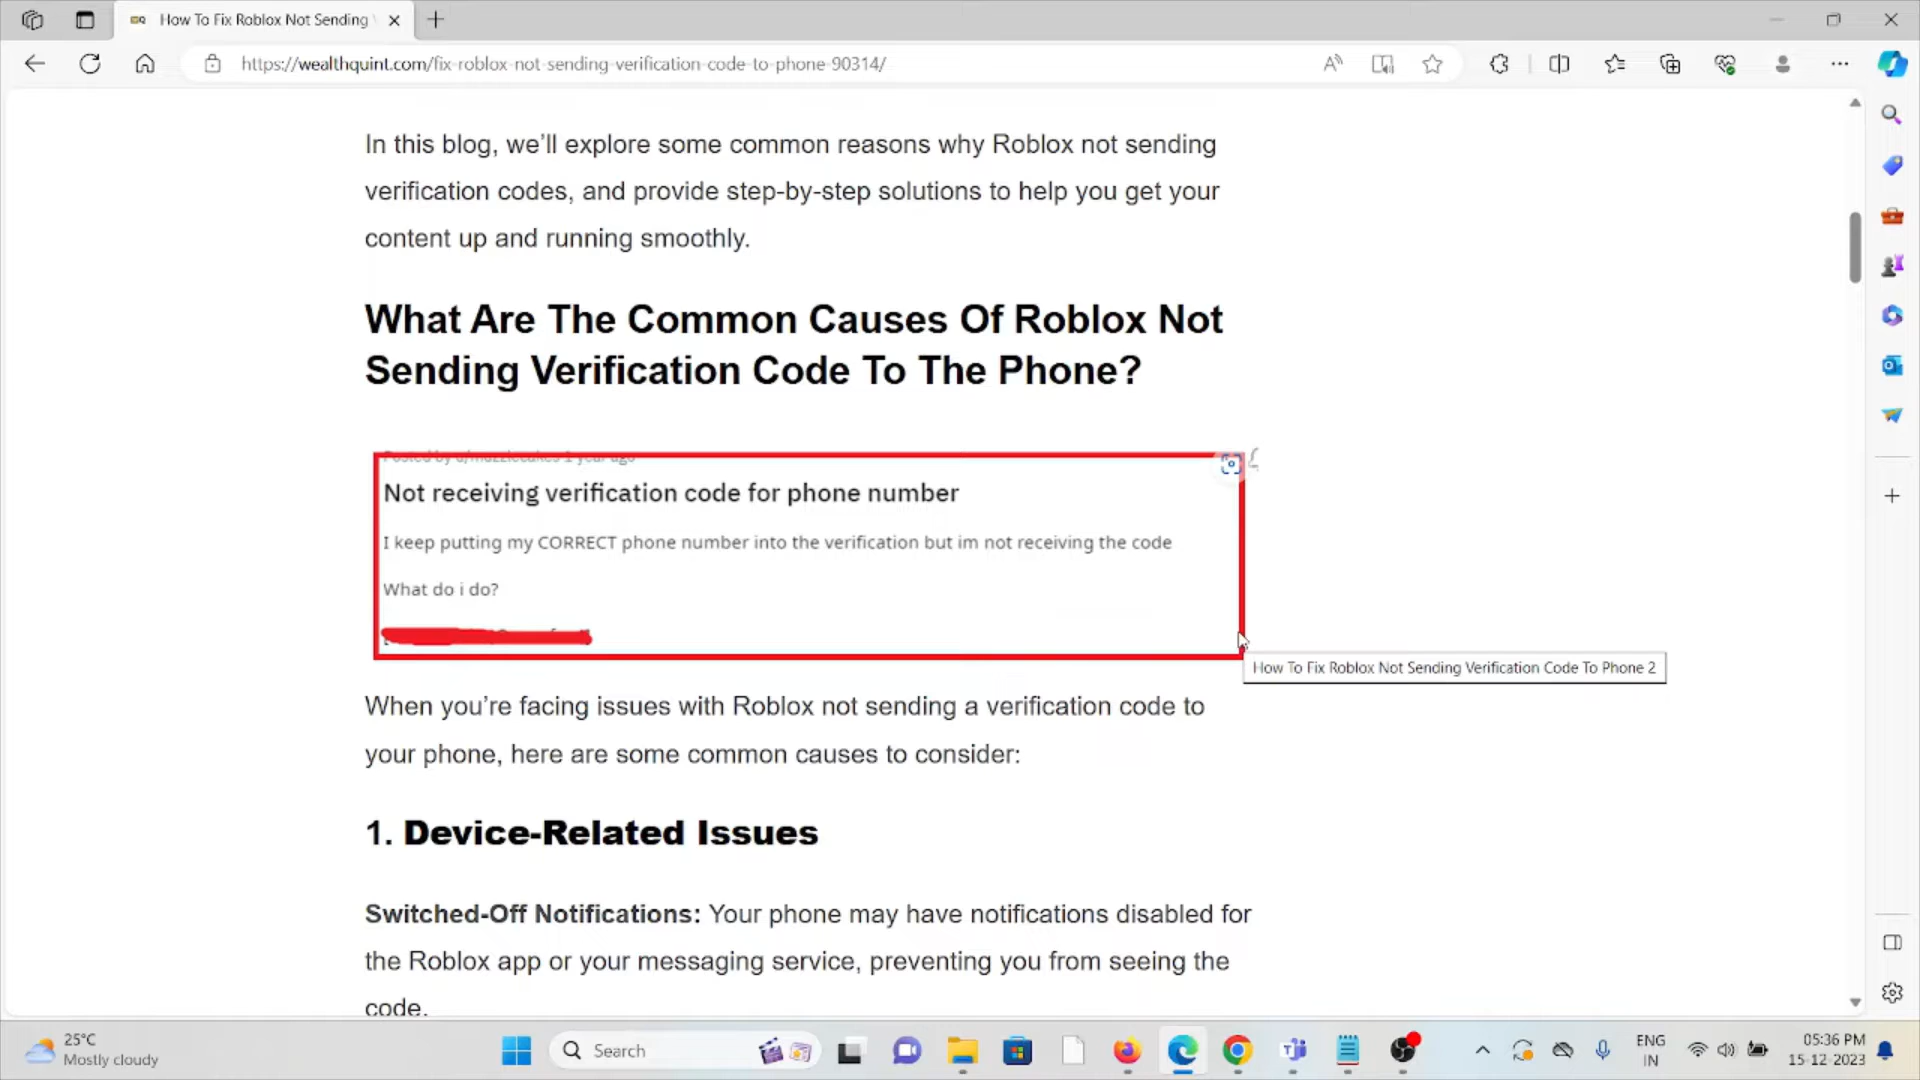 How To Fix Roblox Not Sending
https://wealthquint.com/fix-roblox-not-sending-verification-code-to-phone-90314/
In this blog, we’ll explore some common reasons why Roblox not sending
verification codes, and provide step-by-step solutions to help you get your
content up and running smoothly.
What Are The Common Causes Of Roblox Not
Sending Verification Code To The Phone?
Not receiving verification code for phone number
I keep putting my CORRECT phone number into the verification but im not receiving the code
What do i do?
How To Fix Roblox Not Sending Verification Code To Phone 2
When you’re facing issues with Roblox not sending a verification code to
your phone, here are some common causes to consider:
1. Device-Related Issues
Switched-Off Notifications: Your phone may have notifications disabled for
the Roblox app or your messaging service, preventing you from seeing the
code.
25°C
Mostly cloudy
Search
ENG
IN
05:36 PM
15-12-2023